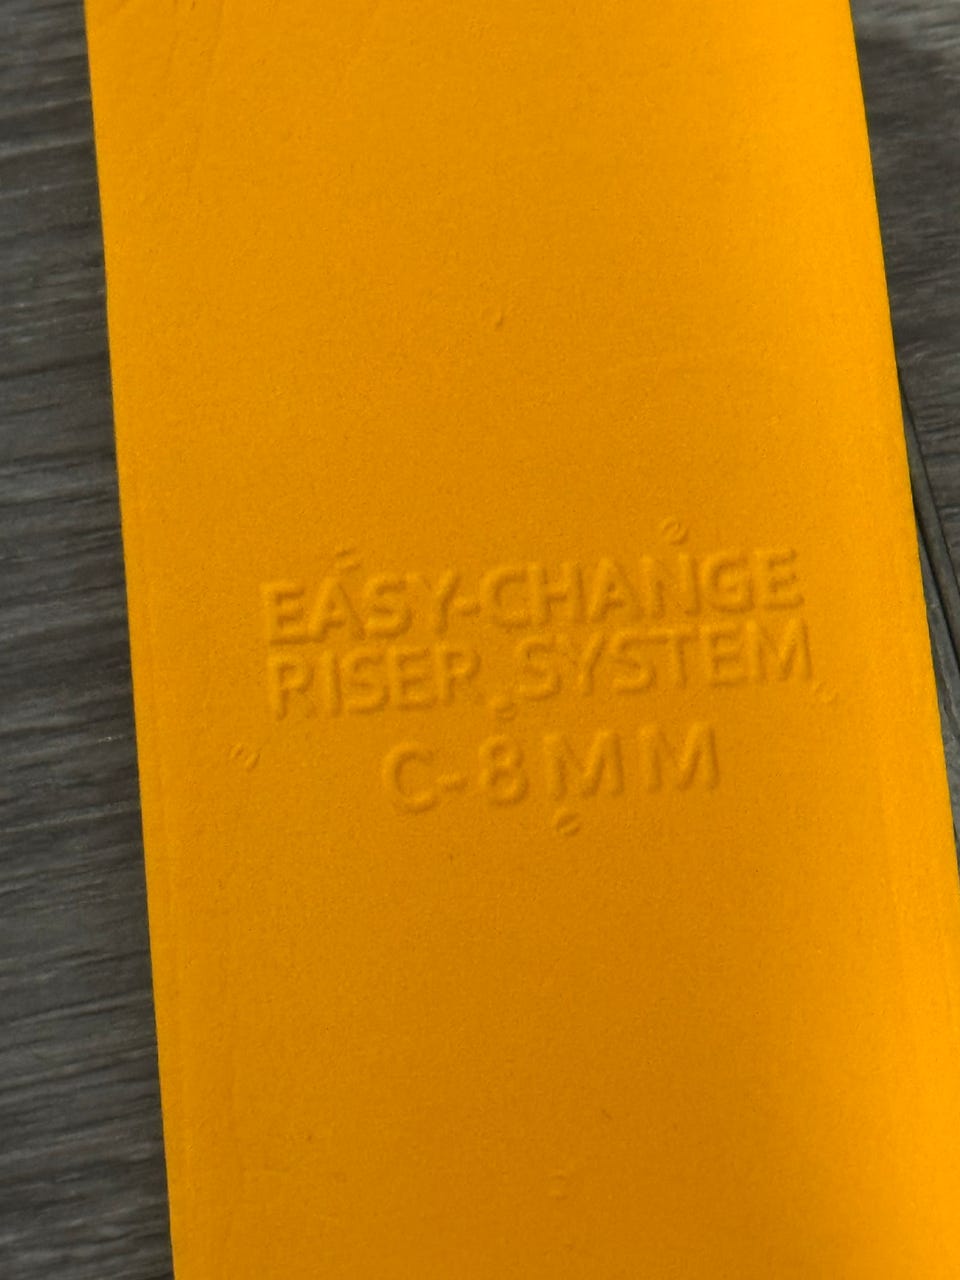 EASY-CHANGE
RISER SYSTEM
C-8MM